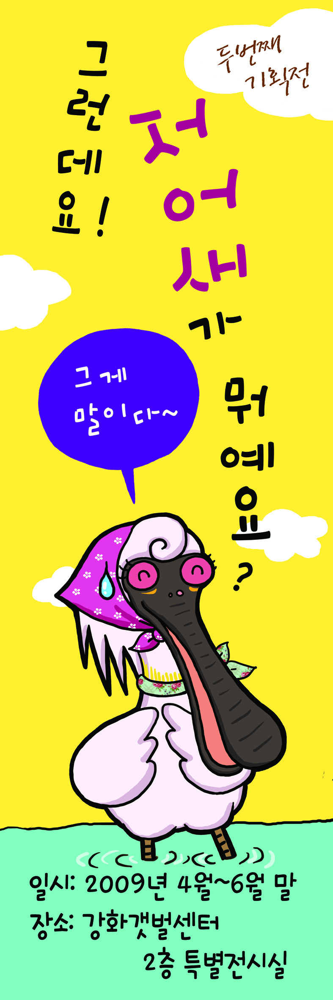 두번째
기획전
그런데요!
저어새가
뭐예요?
그게
말이다~
일시: 2009년 4월~6월 말
장소: 강화갯벌센터
2층 특별전시실